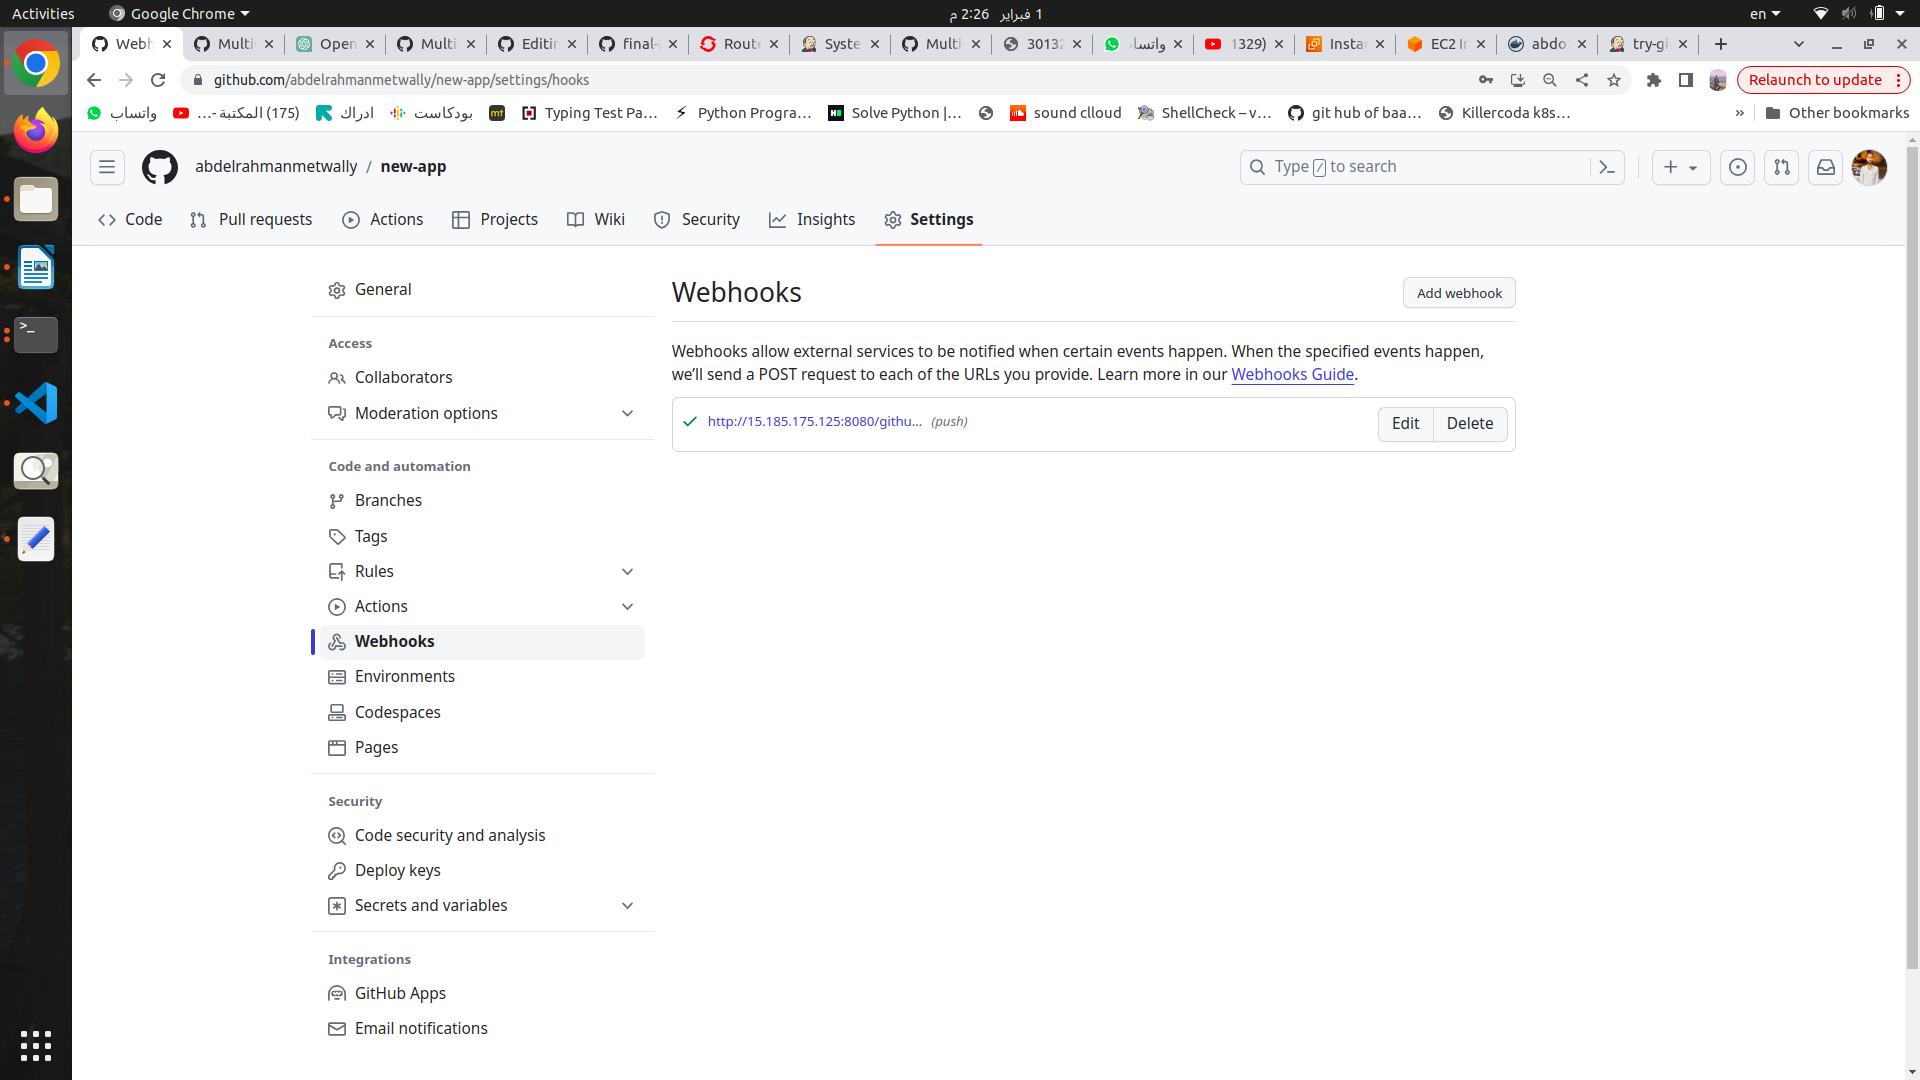 Activities
Google Chrome
1 فبراير 2:26 م
en
Webh
Multi
Open
Multi
Editin
final-
Route
Syste
Multi
30132
واتساب
1329)
Insta
EC2 I
abdo
try-gi
github.com/abdelrahmanmetwally/new-app/settings/hooks
Relaunch to update
واتساب
(175) المكتبة -...
ادراك
بودكاست
mt
Typing Test Pa...
Python Progra...
Solve Python |...
sound clloud
ShellCheck – v...
git hub of baa...
Killercoda k8s...
»
Other bookmarks
abdelrahmanmetwally / new-app
Type / to search
Code
Pull requests
Actions
Projects
Wiki
Security
Insights
Settings
General
Access
Collaborators
Moderation options
Code and automation
Branches
Tags
Rules
Actions
Webhooks
Environments
Codespaces
Pages
Security
Code security and analysis
Deploy keys
Secrets and variables
Integrations
GitHub Apps
Email notifications
Webhooks
Add webhook
Webhooks allow external services to be notified when certain events happen. When the specified events happen,
we’ll send a POST request to each of the URLs you provide. Learn more in our Webhooks Guide.
http://15.185.175.125:8080/githu... (push)
Edit
Delete